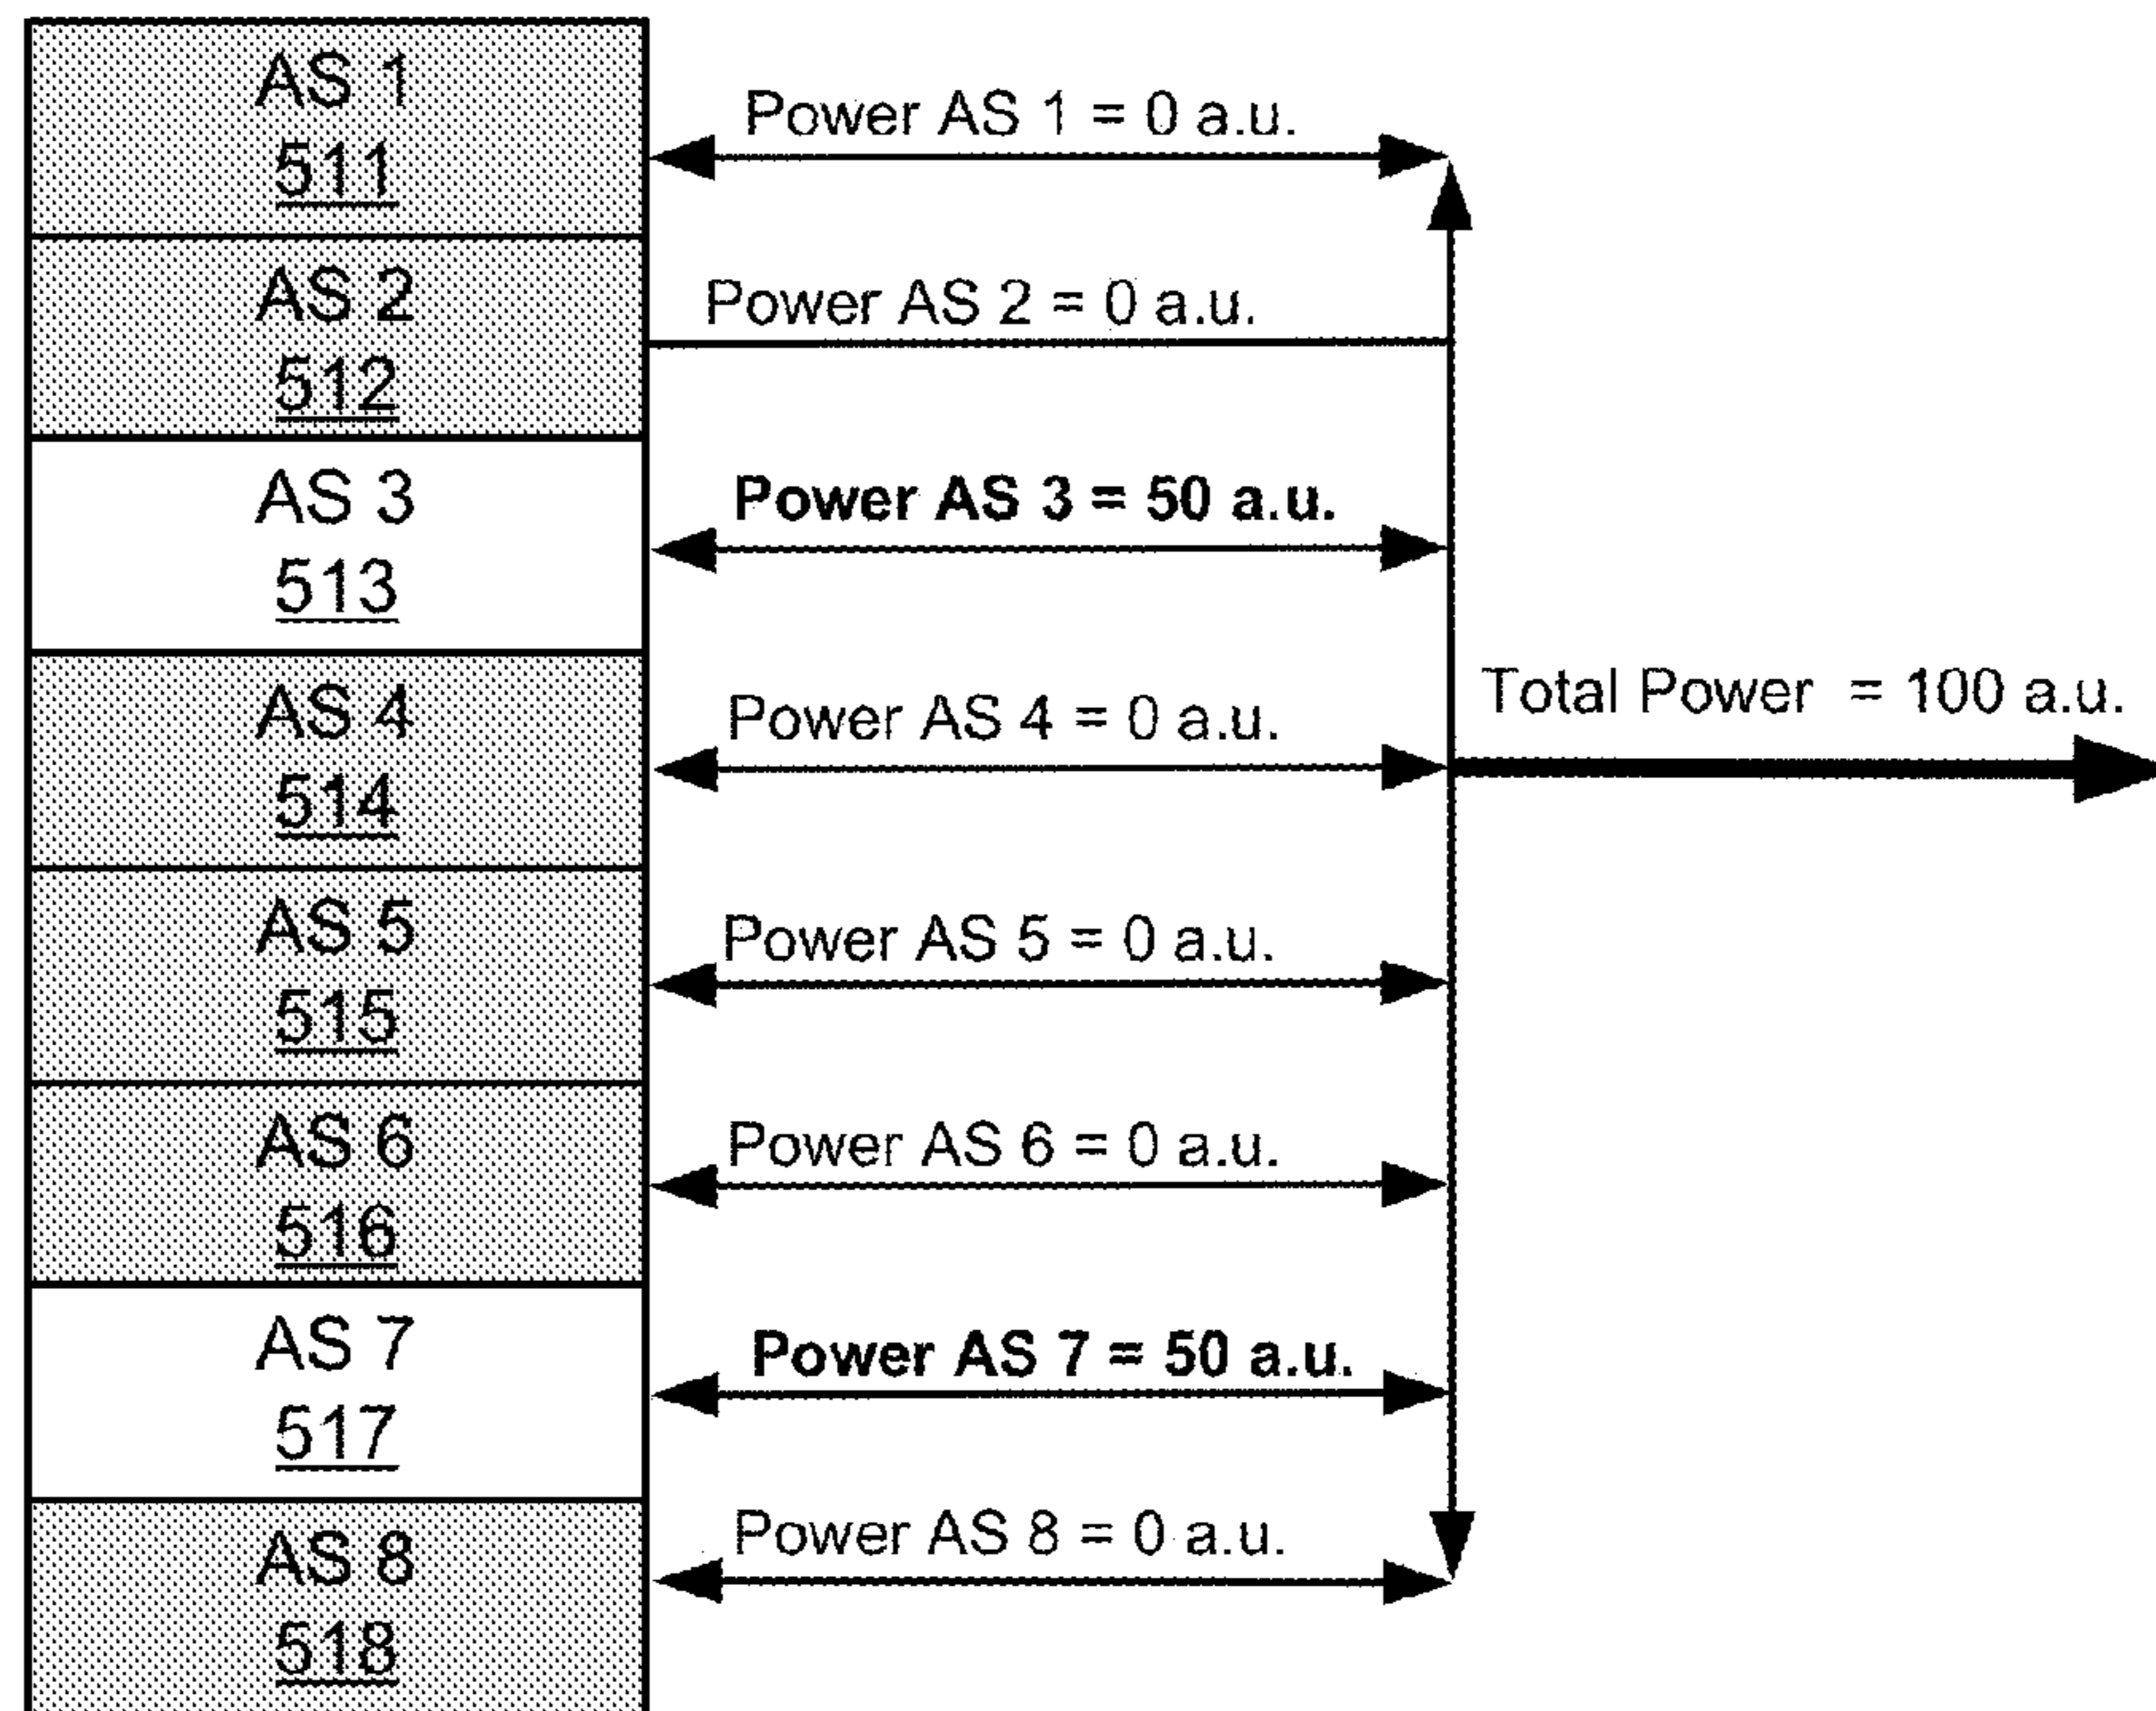 AS 1
511
Power AS 1 = 0 a.u.
AS 2
512
Power AS 2 = 0 a.u.
AS 3
513
Power AS 3 = 50 a.u.
AS 4
514
Power AS 4 = 0 a.u.
Total Power = 100 a.u.
AS 5
515
Power AS 5 = 0 a.u.
AS 6
516
Power AS 6 = 0 a.u.
AS 7
517
Power AS 7 = 50 a.u.
AS 8
518
Power AS 8 = 0 a.u.